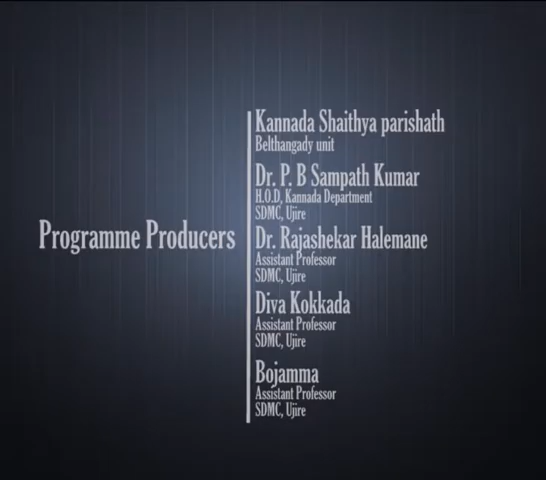 Programme Producers
Kannada Shaithya parishath
Belthangady unit
Dr. P. B Sampath Kumar
H.O.D, Kannada Department
SDMC, Ujire
Dr. Rajashekar Halemane
Assistant Professor
SDMC, Ujire
Diva Kokkada
Assistant Professor
SDMC, Ujire
Bojamma
Assistant Professor
SDMC, Ujire